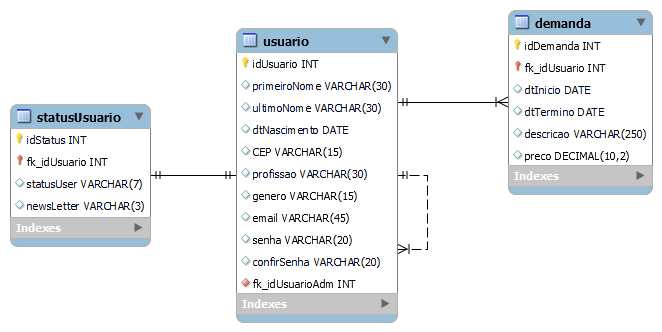 statusUsuario
idStatus INT
fk_idUsuario INT
statusUser VARCHAR(7)
newsLetter VARCHAR(3)
Indexes
usuario
idUsuario INT
primeiroNome VARCHAR(30)
ultimoNome VARCHAR(30)
dtNascimento DATE
CEP VARCHAR(15)
profissao VARCHAR(30)
genero VARCHAR(15)
email VARCHAR(45)
senha VARCHAR(20)
confirSenha VARCHAR(20)
fk_idUsuarioAdm INT
Indexes
demanda
idDemanda INT
fk_idUsuario INT
dtInicio DATE
dtTermino DATE
descricao VARCHAR(250)
preco DECIMAL(10,2)
Indexes